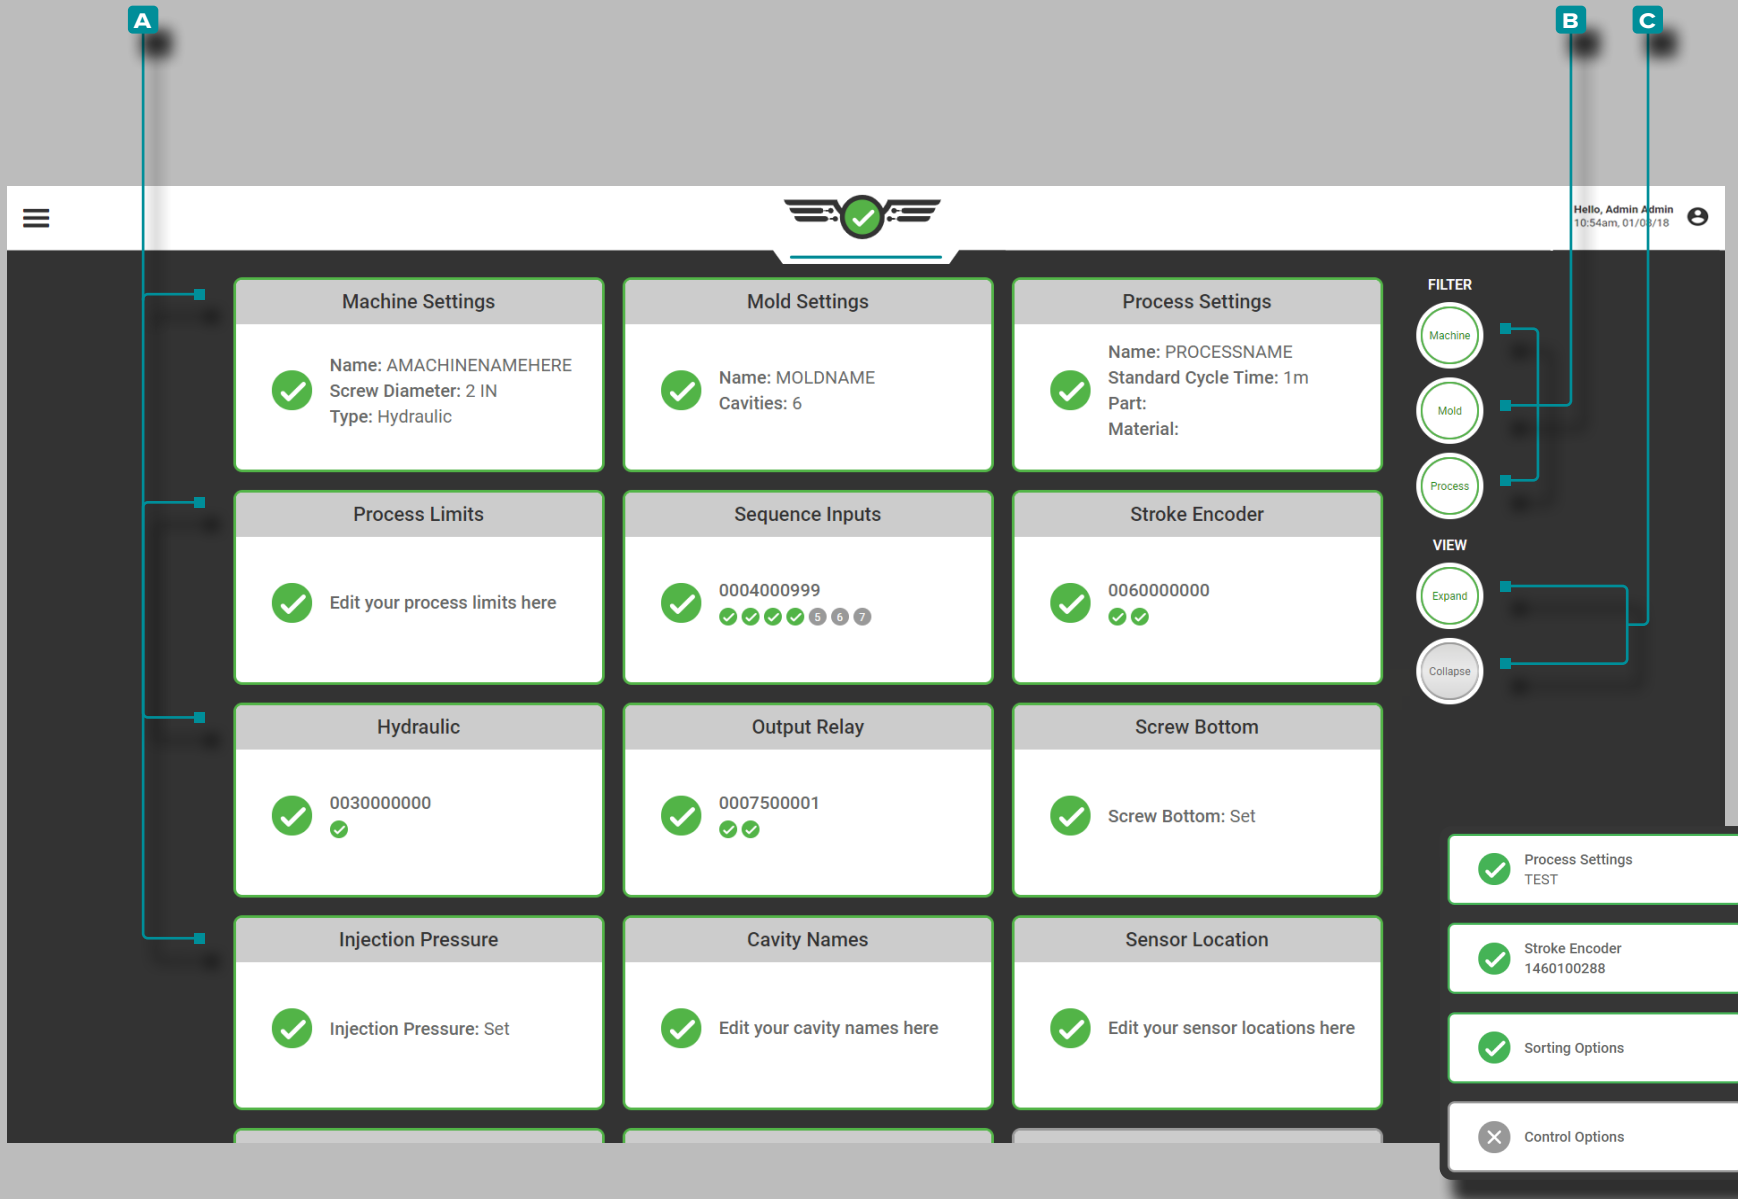 A
B
C
Hello, Admin Admin
10:54am, 01/08/18
Machine Settings
Name: AMACHINENAMEHERE
Screw Diameter: 2 IN
Type: Hydraulic
Mold Settings
Name: MOLDNAME
Cavities: 6
Process Settings
Name: PROCESSNAME
Standard Cycle Time: 1m
Part:
Material:
FILTER
Machine
Mold
Process
VIEW
Expand
Collapse
Process Limits
Edit your process limits here
Sequence Inputs
0004000999
5 6 7
Stroke Encoder
0060000000
Hydraulic
0030000000
Output Relay
0007500001
Screw Bottom
Screw Bottom: Set
Injection Pressure
Injection Pressure: Set
Cavity Names
Edit your cavity names here
Sensor Location
Edit your sensor locations here
Process Settings
TEST
Stroke Encoder
1460100288
Sorting Options
Control Options